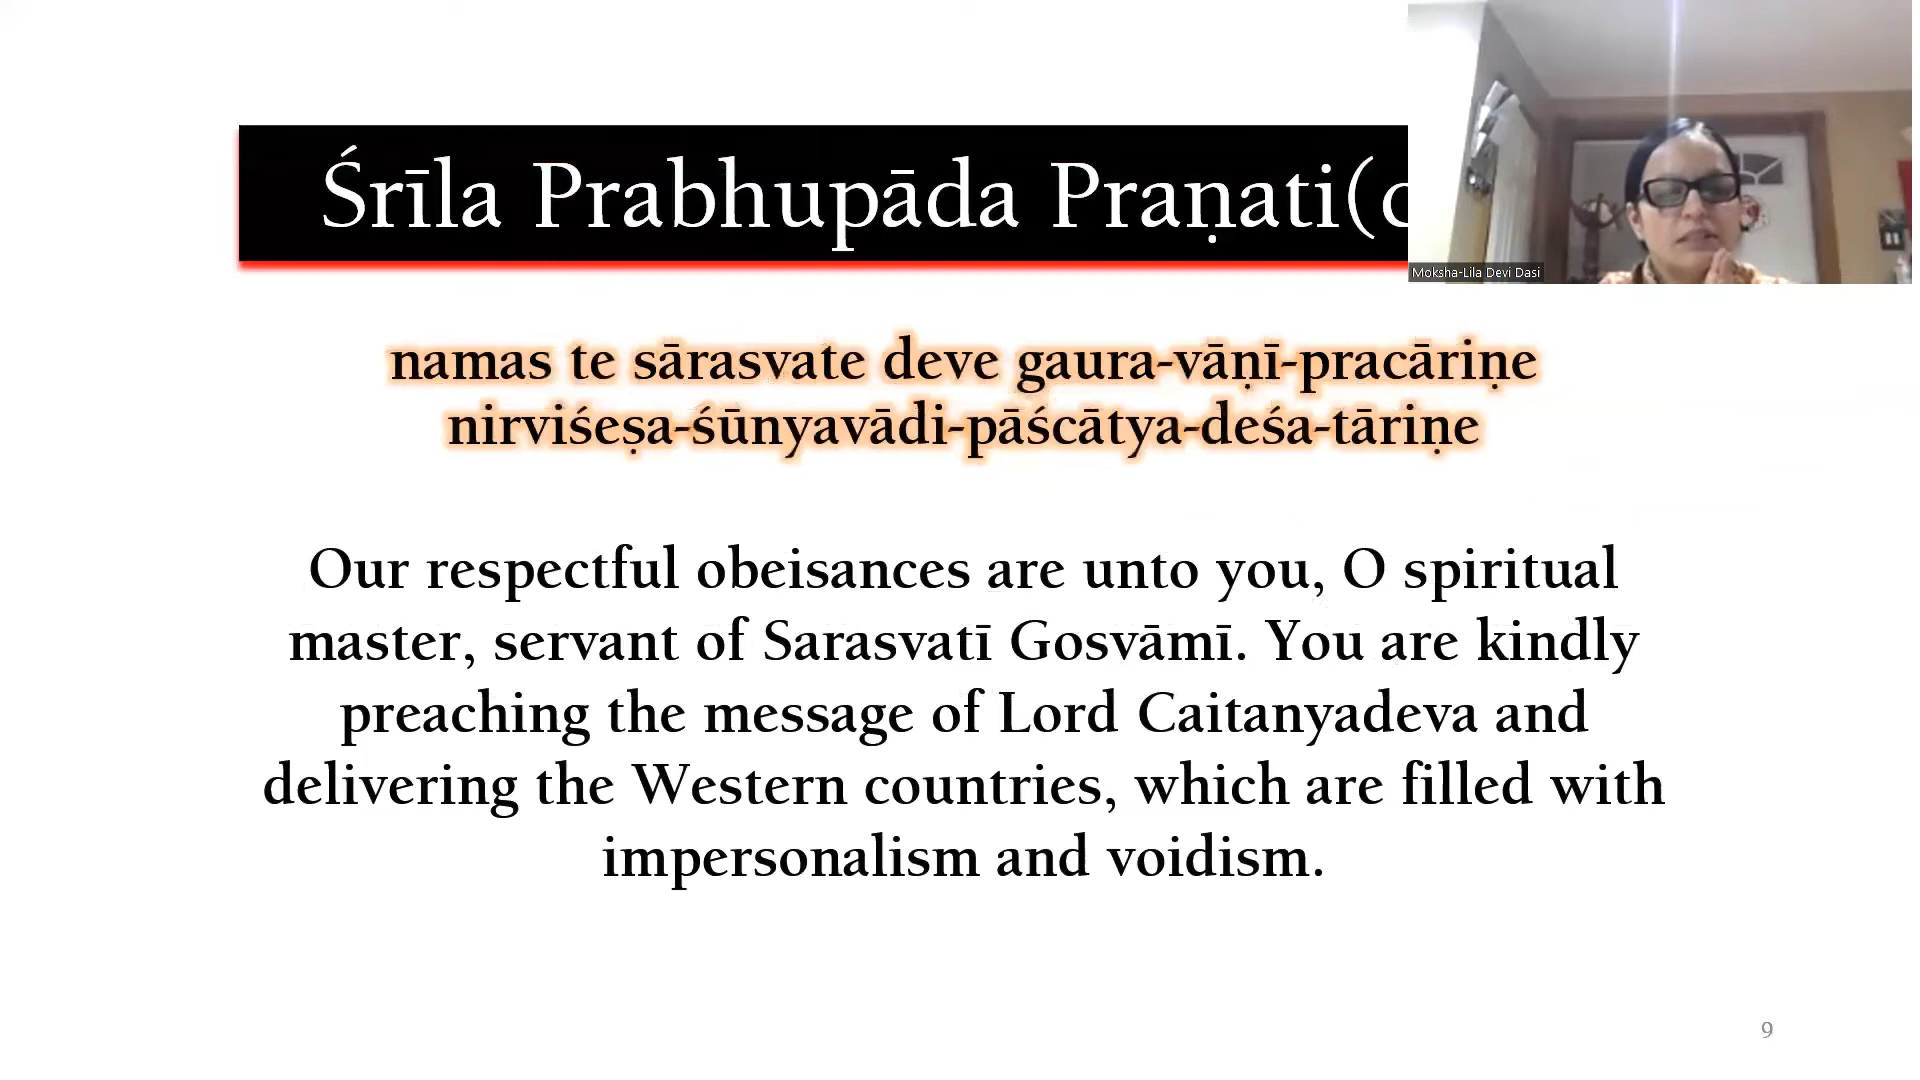 Śrīla Prabhupāda Praṇati(c
Moksha-Lila Devi Dasi
namas te sārasvate deve gaura-vāṇī-pracāriṇe
nirviśeṣa-śūnyavādi-pāścātya-deśa-tāriṇe
Our respectful obeisances are unto you, O spiritual
master, servant of Sarasvatī Gosvāmī. You are kindly
preaching the message of Lord Caitanyadeva and
delivering the Western countries, which are filled with
impersonalism and voidism.
9